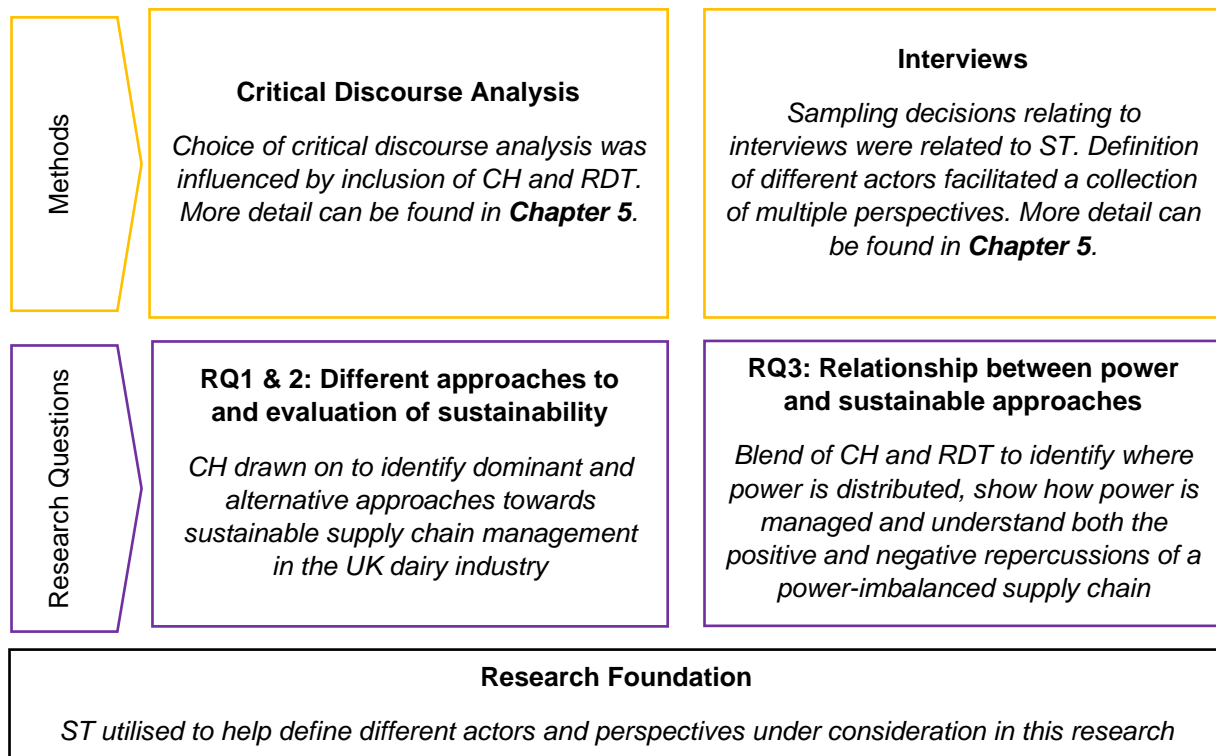 Methods
Critical Discourse Analysis
Choice of critical discourse analysis was
influenced by inclusion of CH and RDT.
More detail can be found in Chapter 5.
Interviews
Sampling decisions relating to
interviews were related to ST. Definition
of different actors facilitated a collection
of multiple perspectives. More detail can
be found in Chapter 5.
Research Questions
RQ1 & 2: Different approaches to
and evaluation of sustainability
CH drawn on to identify dominant and
alternative approaches towards
sustainable supply chain management
in the UK dairy industry
RQ3: Relationship between power
and sustainable approaches
Blend of CH and RDT to identify where
power is distributed, show how power is
managed and understand both the
positive and negative repercussions of a
power-imbalanced supply chain
Research Foundation
ST utilised to help define different actors and perspectives under consideration in this research